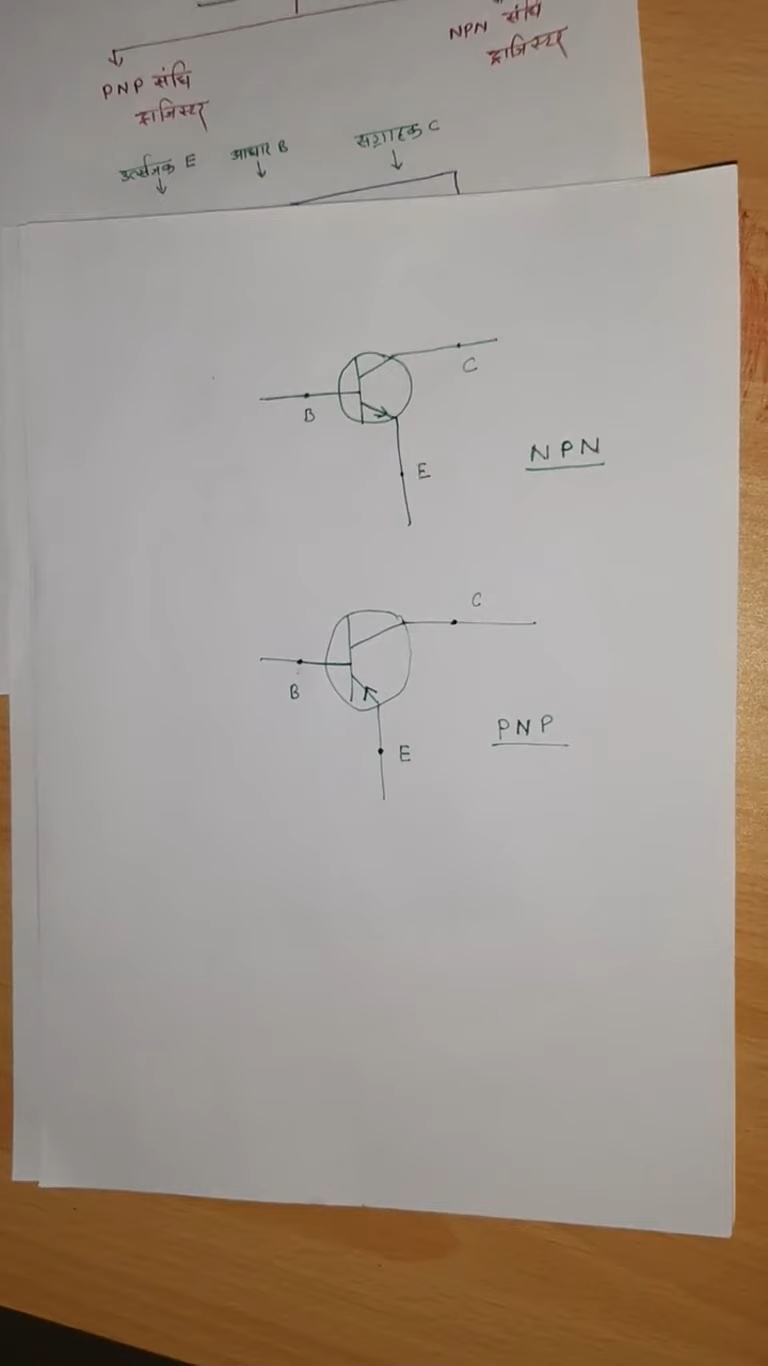 PNP संधि
ट्रांजिस्टर
NPN संधि
ट्रांजिस्टर
उत्सर्जक E
आधार B
संग्राहक C
C
B
E
NPN
C
B
E
PNP